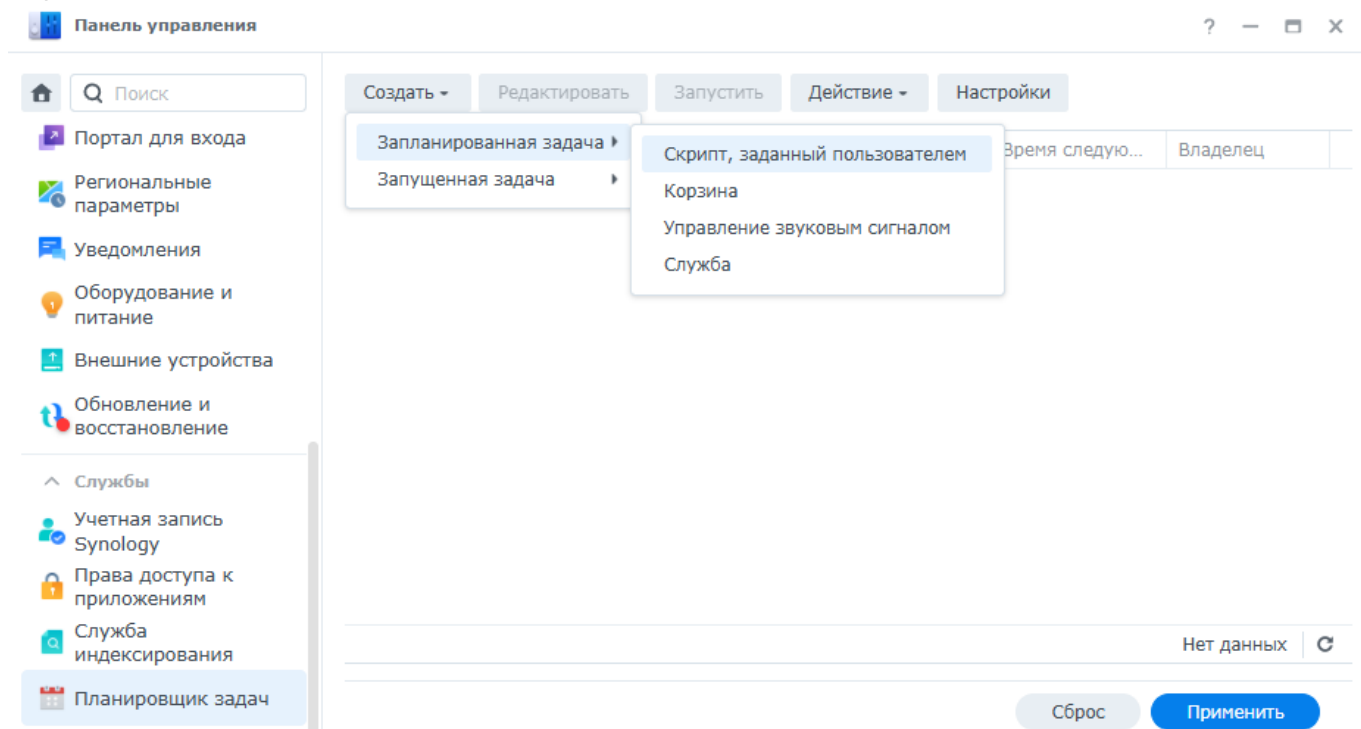 Панель управления
Поиск
Портал для входа
Региональные
параметры
Уведомления
Оборудование и
питание
Внешние устройства
Обновление и
восстановление
Службы
Учетная запись
Synology
Права доступа к
приложениям
Служба
индексирования
Планировщик задач
Создать
Редактировать
Запустить
Действие
Настройки
Запланированная задача
Запущенная задача
Скрипт, заданный пользователем
Корзина
Управление звуковым сигналом
Служба
Время следую...
Владелец
Нет данных
Сброс
Применить